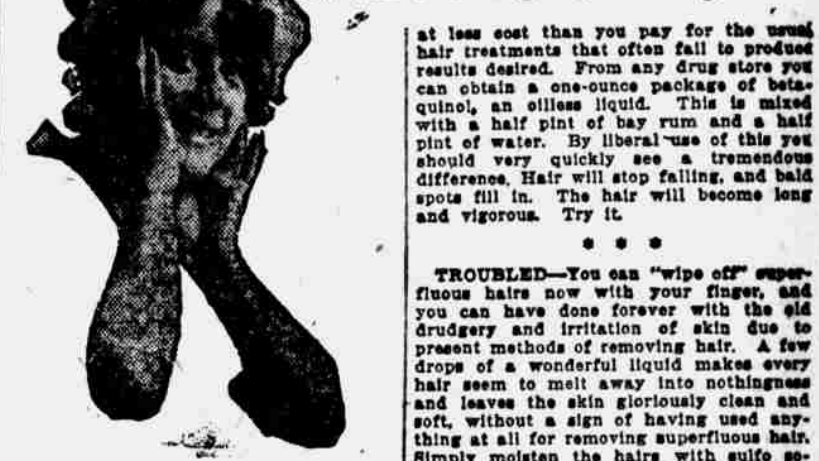 at less cost than you pay for the usual
hair treatments that often fail to produce
results desired. From any drug store you
can obtain a one-ounce package of beta-
quinol, an oilless liquid. This is mixed
with a half pint of bay rum and a half
pint of water. By liberal use of this you
should very quickly see a tremendous
difference. Hair will stop falling, and bald
spots fill in. The hair will become long
and vigorous. Try it.
* * *
TROUBLED—You can "wipe off" super-
fluous hairs now with your finger, and
you can have done forever with the old
drudgery and irritation of skin due to
present methods of removing hair. A few
drops of a wonderful liquid makes every
hair seem to melt away into nothingness
and leaves the skin gloriously clean and
soft, without a sign of having used any-
thing at all for removing superfluous hair.
Simply moisten the hairs with sulfo so-